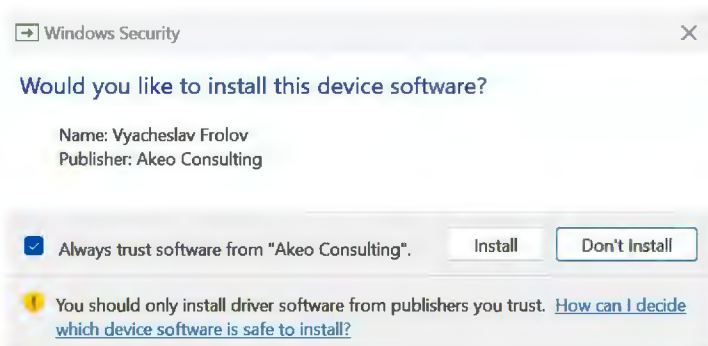 Windows Security
Would you like to install this device software?
Name: Vyacheslav Frolov
Publisher: Akeo Consulting
Always trust software from "Akeo Consulting".
Install
Don't Install
You should only install driver software from publishers you trust. How can I decide
which device software is safe to install?